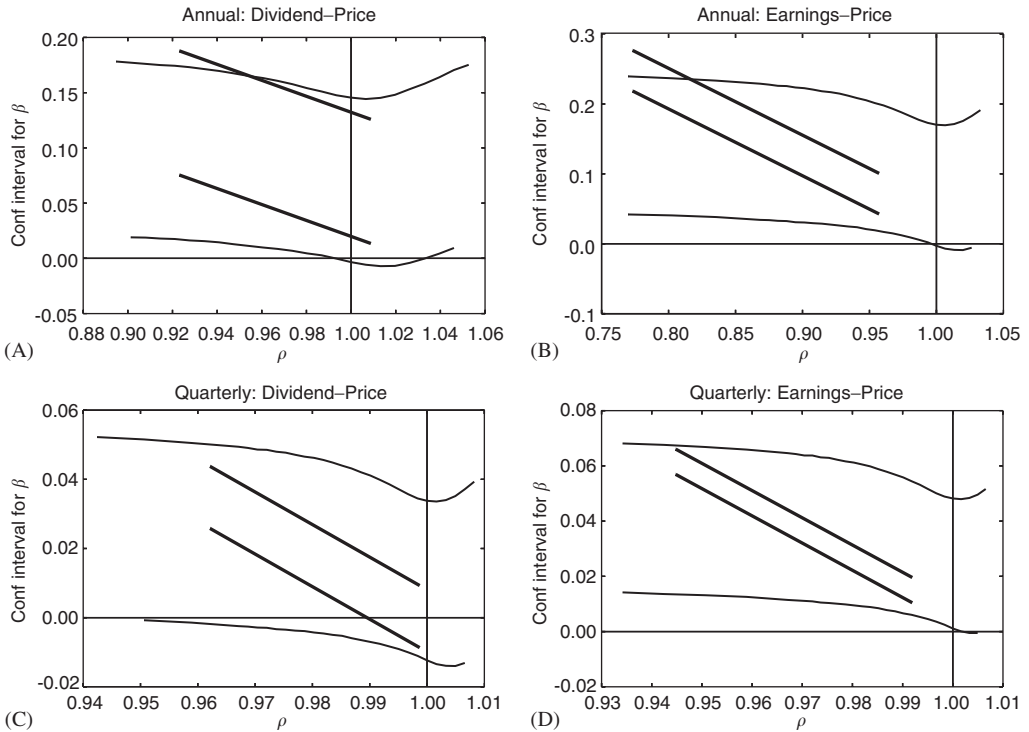 Annual: Dividend–Price
Conf interval for β
0.20
0.15
0.10
0.05
0.00
-0.05
0.88 0.90 0.92 0.94 0.96 0.98 1.00 1.02 1.04 1.06
(A)
ρ
Annual: Earnings–Price
Conf interval for β
0.3
0.2
0.1
0.0
-0.1
0.75 0.80 0.85 0.90 0.95 1.00 1.05
(B)
ρ
Quarterly: Dividend–Price
Conf interval for β
0.06
0.04
0.02
0.00
-0.02
0.94 0.95 0.96 0.97 0.98 0.99 1.00 1.01
(C)
ρ
Quarterly: Earnings–Price
Conf interval for β
0.08
0.06
0.04
0.02
0.00
-0.02
0.93 0.94 0.95 0.96 0.97 0.98 0.99 1.00 1.01
(D)
ρ